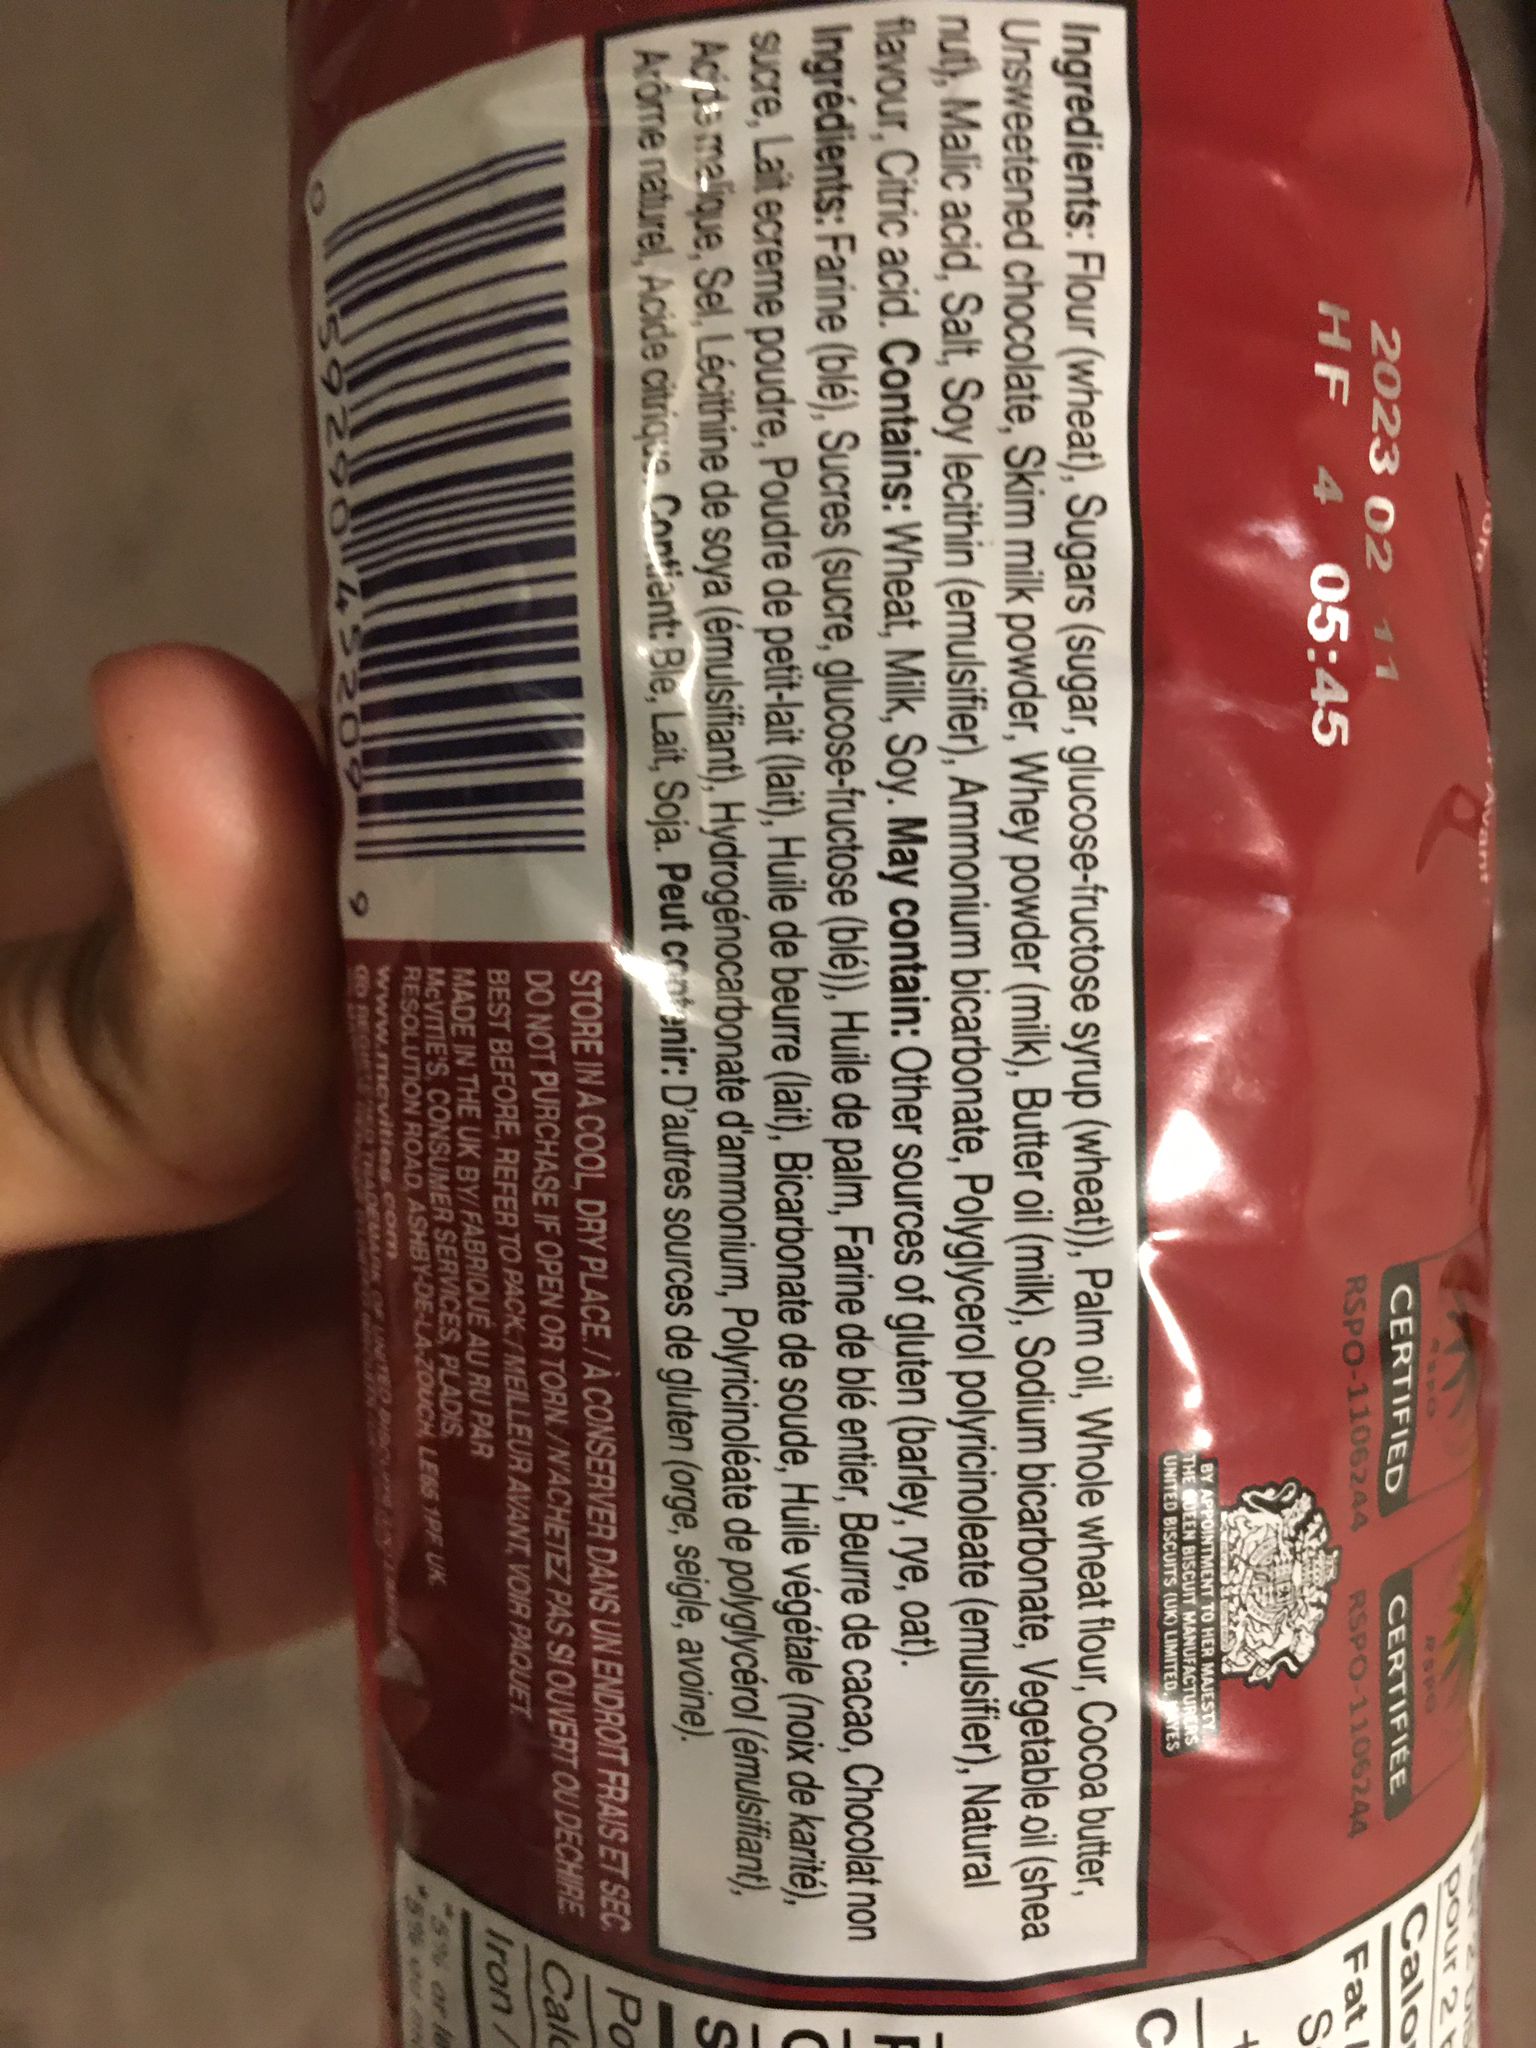 2023 02 11
HF 4 05:45
CERTIFIED
RSPO-1106244
CERTIFIÉE
RSPO-1106244
BY APPOINTMENT TO HER MAJESTY
THE QUEEN BISCUIT MANUFACTURERS
UNITED BISCUITS (UK) LIMITED,
Ingredients: Flour (wheat), Sugars (sugar, glucose-fructose syrup (wheat)), Palm oil, Whole wheat flour, Cocoa butter,
Unsweetened chocolate, Skim milk powder, Whey powder (milk), Butter oil (milk), Sodium bicarbonate, Vegetable oil (shea
nut), Malic acid, Salt, Soy lecithin (emulsifier), Ammonium bicarbonate, Polyglycerol polyricinoleate (emulsifier), Natural
flavour, Citric acid. Contains: Wheat, Milk, Soy. May contain: Other sources of gluten (barley, rye, oat).
Ingrédients: Farine (blé), Sucres (sucre, glucose-fructose (blé)), Huile de palm, Farine de blé entier, Beurre de cacao, Chocolat non
sucre, Lait ecreme poudre, Poudre de petit-lait (lait), Huile de beurre (lait), Bicarbonate de soude, Huile végétale (noix de karité),
Acide malique, Sel, Lécithine de soya (émulsifiant), Hydrogénocarbonate d'ammonium, Polyricinoléate de polyglycérol (émulsifiant),
Arôme naturel, Acide citrique. Contient: Blé, Lait, Soja. Peut contenir: D'autres sources de gluten (orge, seigle, avoine).
0 59290 45209 9
STORE IN A COOL, DRY PLACE. / À CONSERVER DANS UN ENDROIT FRAIS ET SEC.
DO NOT PURCHASE IF OPEN OR TORN. / N'ACHETEZ PAS SI OUVERT OU DECHIRE.
BEST BEFORE, REFER TO PACK. / MEILLEUR AVANT, VOIR PAQUET.
MADE IN THE UK BY/ FABRIQUÉ AU RU PAR
McVITIE'S, CONSUMER SERVICES, PLADIS,
RESOLUTION ROAD, ASHBY-DE-LA-ZOUCH, LE65 1PF UK
www.mcvities.com
pour 2
Fat /
Iron /